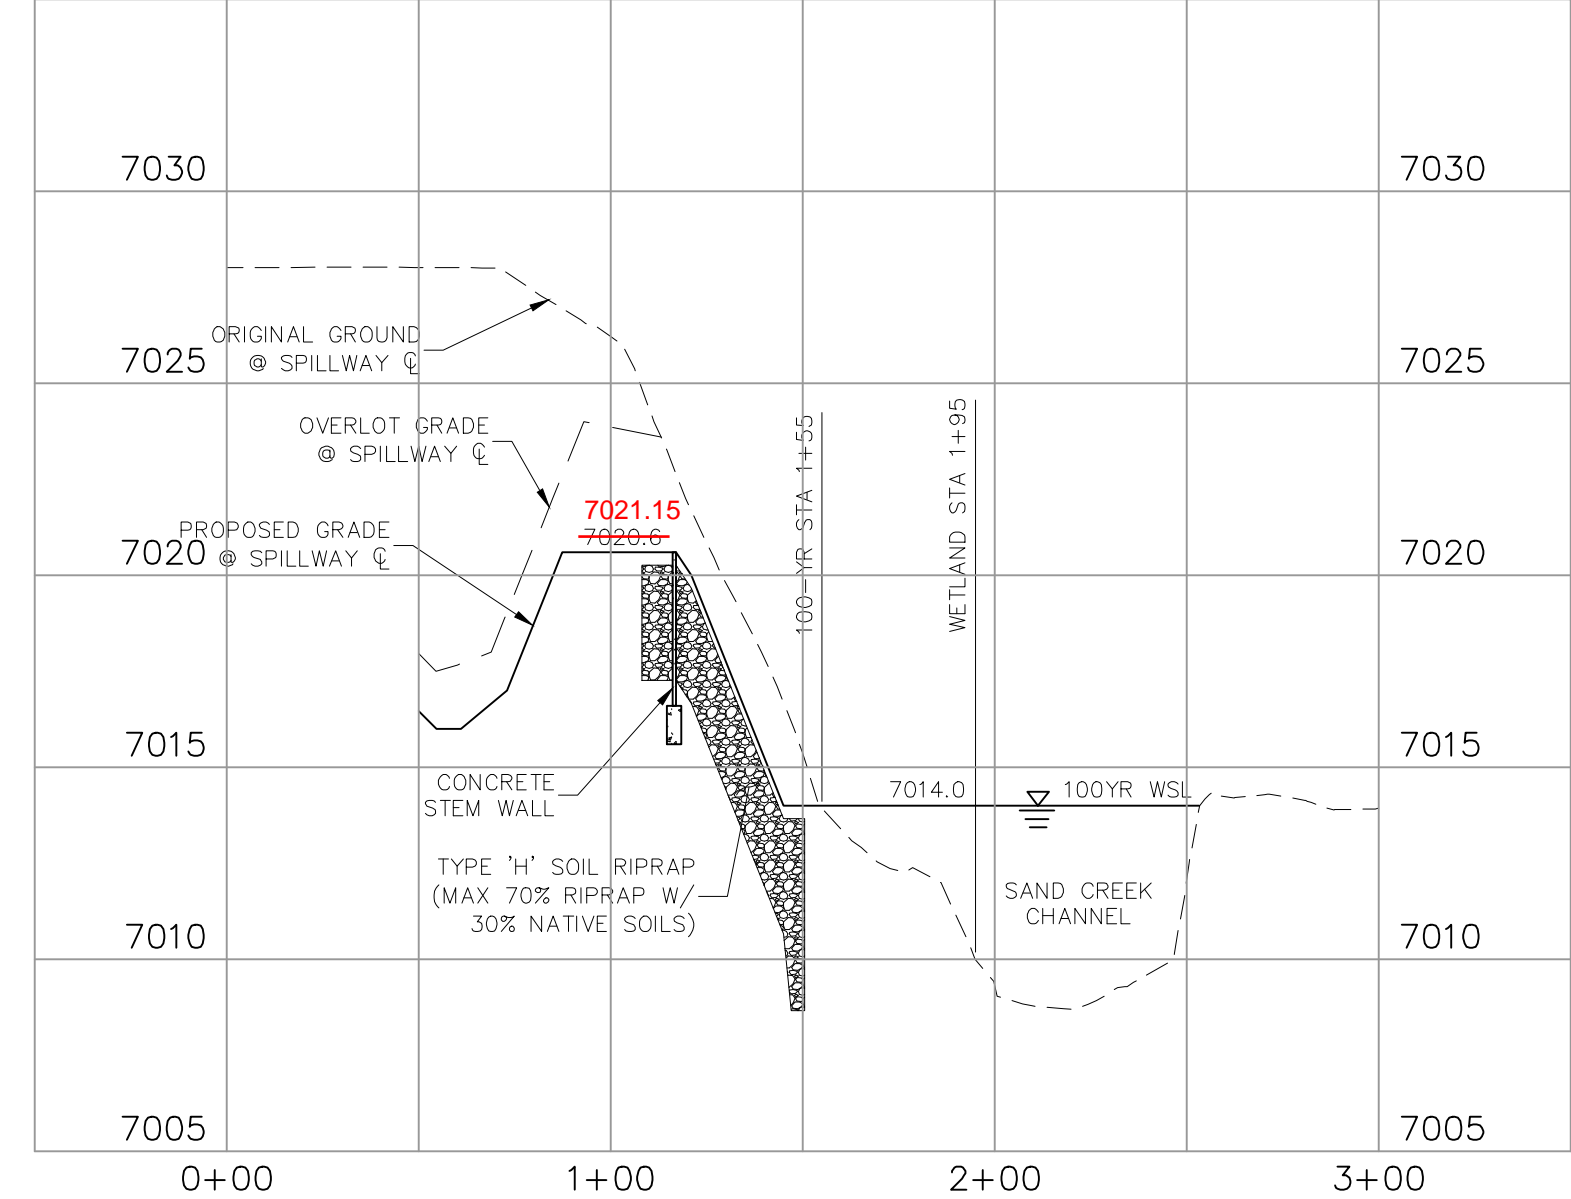 7030
7030
ORIGINAL GROUND
@ SPILLWAY ℄
7025
7025
OVERLOT GRADE
@ SPILLWAY ℄
100-YR STA 1+55
WETLAND STA 1+95
7021.15
7020.6
PROPOSED GRADE
@ SPILLWAY ℄
7020
7020
7015
7015
CONCRETE
STEM WALL
7014.0
100YR WSL
TYPE 'H' SOIL RIPRAP
(MAX 70% RIPRAP W/
30% NATIVE SOILS)
SAND CREEK
CHANNEL
7010
7010
7005
7005
0+00
1+00
2+00
3+00